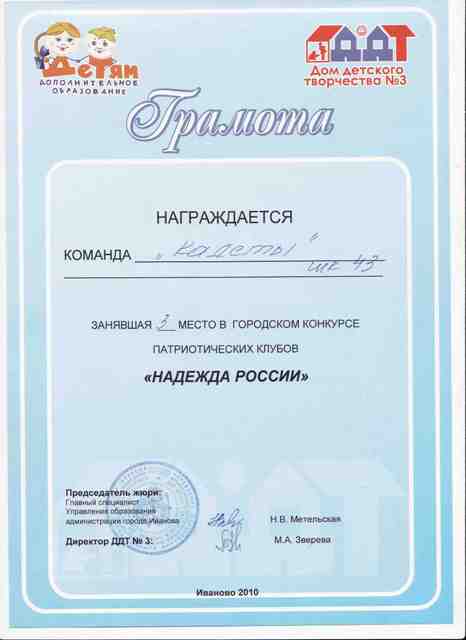 ДеТям
ДОПОЛНИТЕЛЬНОЕ
ОБРАЗОВАНИЕ
ДДТ
Дом детского
творчества №3
Грамота
НАГРАЖДАЕТСЯ
КОМАНДА „Кадеты"
шк 43
ЗАНЯВШАЯ 3 МЕСТО В ГОРОДСКОМ КОНКУРСЕ
ПАТРИОТИЧЕСКИХ КЛУБОВ
«НАДЕЖДА РОССИИ»
Председатель жюри:
Главный специалист
Управления образования
администрации города Иванова
Н.В. Метельская
Директор ДДТ № 3:
М.А. Зверева
Иваново 2010